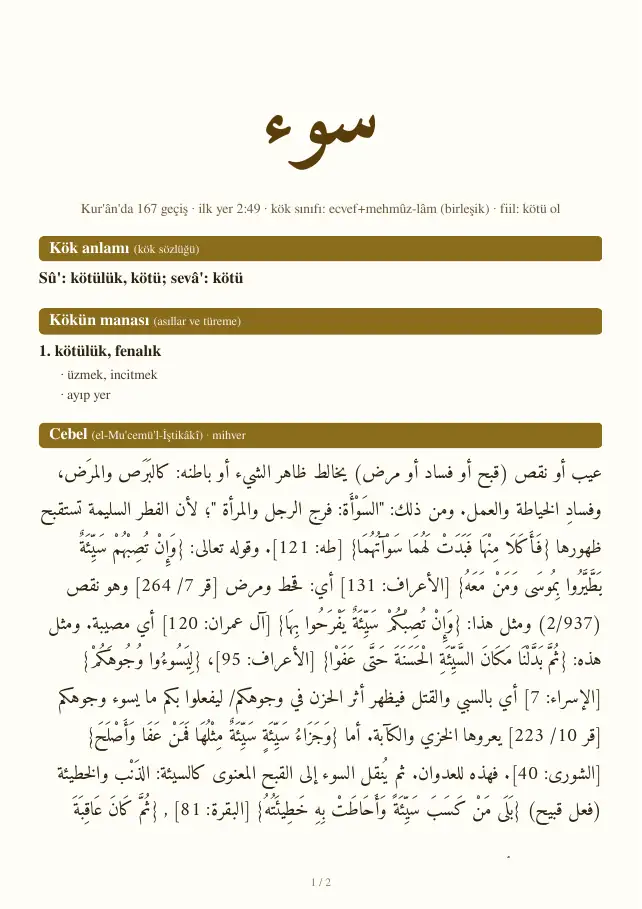 سوء
Kur'ân'da 167 geçiş · ilk yer 2:49 · kök sınıfı: ecvef+mehmûz-lâm (birleşik) · fiil: kötü ol
Kök anlamı (kök sözlüğü)
Sû': kötülük, kötü; sevâ': kötü
Kökün manası (asıllar ve türeme)
1. kötülük, fenalık
· üzmek, incitmek
· ayıp yer
Cebel (el-Mu'cemü'l-İştikâkî) · mihver
عيب أو نقص (قبح أو فساد أو مرض) يخالط ظاهر الشيء أو باطنه: كالبَرَص والمرَض،
وفسادِ الخياطة والعمل. ومن ذلك: "السَوْأَة: فرج الرجل والمرأة "؛ لأن الفطر السليمة تستقبح
ظهورها {فَأَكَلَا مِنْهَا فَبَدَتْ لَهُمَا سَوْآتُهُمَا} [طه: 121]. وقوله تعالى: {وَإِنْ تُصِبْهُمْ سَيِّئَةٌ
يَطَّيَّرُوا بِمُوسَى وَمَنْ مَعَهُ} [الأعراف: 131] أي: قحط ومرض [قر 7/ 264] وهو نقص
(2/937) ومثل هذا: {وَإِنْ تُصِبْكُمْ سَيِّئَةٌ يَفْرَحُوا بِهَا} [آل عمران: 120] أي مصيبة. ومثل
هذه: {ثُمَّ بَدَّلْنَا مَكَانَ السَّيِّئَةِ الْحَسَنَةَ حَتَّى عَفَوْا} [الأعراف: 95]، {لِيَسُوءُوا وُجُوهَكُمْ}
[الإسراء: 7] أي بالسبي والقتل فيظهر أثر الحزن في وجوهكم/ ليفعلوا بكم ما يسوء وجوهكم
[قر 10/ 223] يعروها الخزي والكآبة. أما {وَجَزَاءُ سَيِّئَةٍ سَيِّئَةٌ مِثْلُهَا فَمَنْ عَفَا وَأَصْلَحَ}
[الشورى: 40]. فهذه للعدوان. ثم يُنقل السوء إلى القبح المعنوى كالسيئة: الذَنْب والخطيئة
(فعل قبيح) {بَلَى مَنْ كَسَبَ سَيِّئَةً وَأَحَاطَتْ بِهِ خَطِيئَتُهُ} [البقرة: 81] , {ثُمَّ كَانَ عَاقِبَةَ
1 / 2